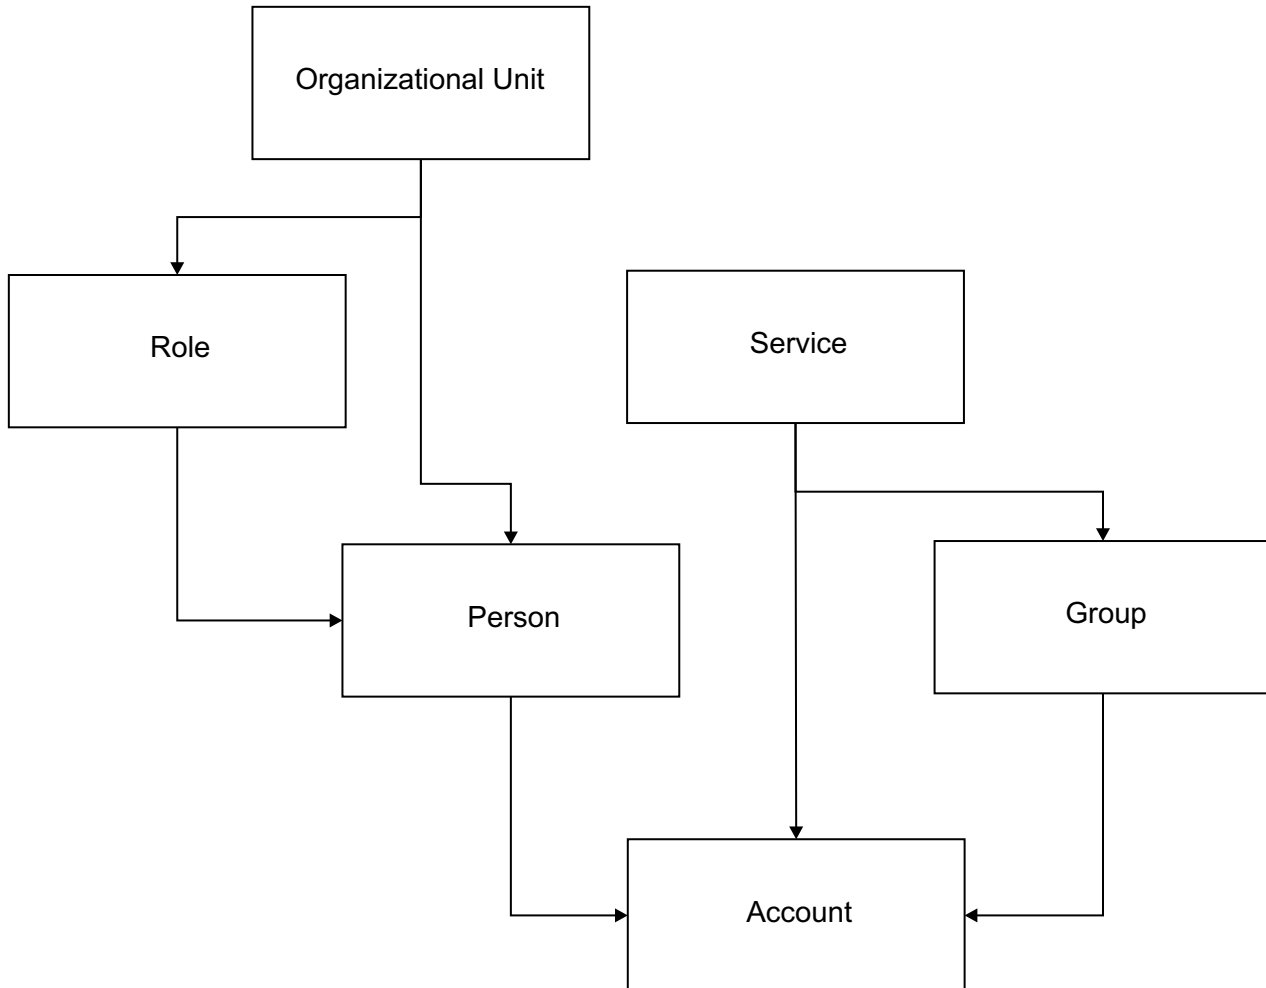 Organizational Unit
Role
Service
Person
Group
Account